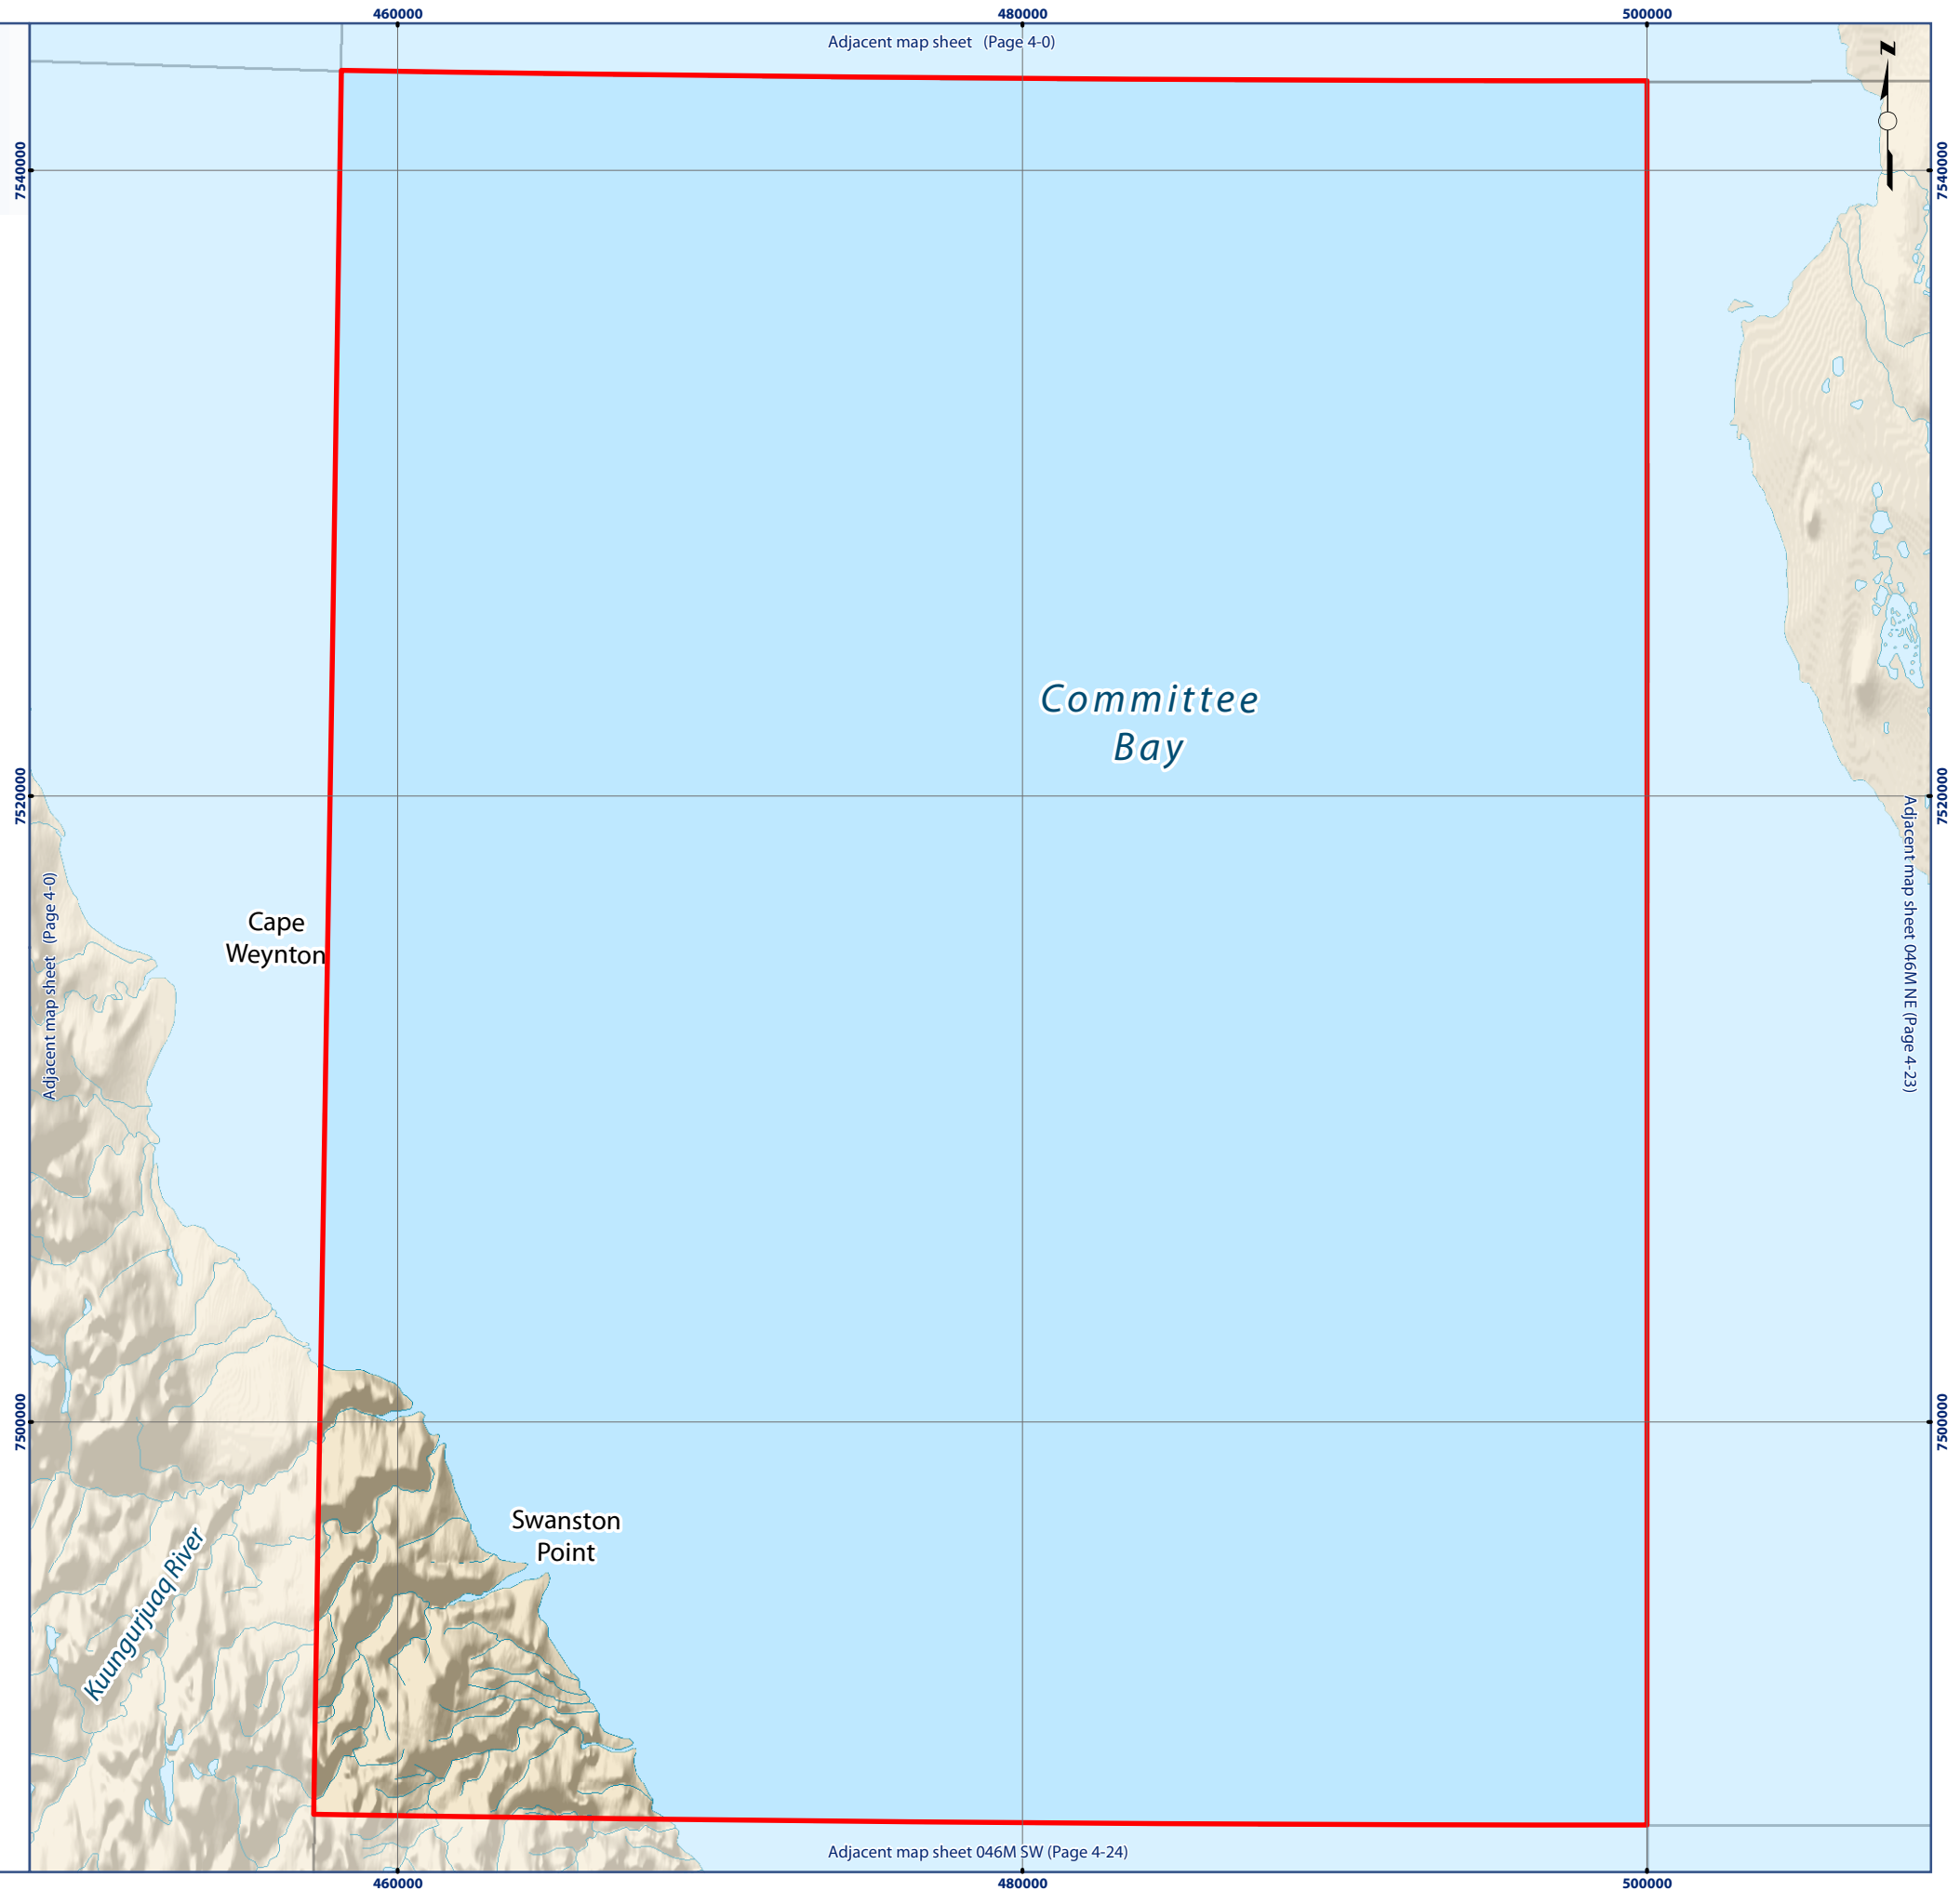 460000 480000 500000
Adjacent map sheet (Page 4-0)
N
7540000 7540000
Committee
Bay
7520000 7520000
Adjacent map sheet (Page 4-0)
Adjacent map sheet 046M NE (Page 4-23)
Cape
Weynton
7500000 7500000
Swanston
Point
Kuungurjuaq River
Adjacent map sheet 046M SW (Page 4-24)
460000 480000 500000